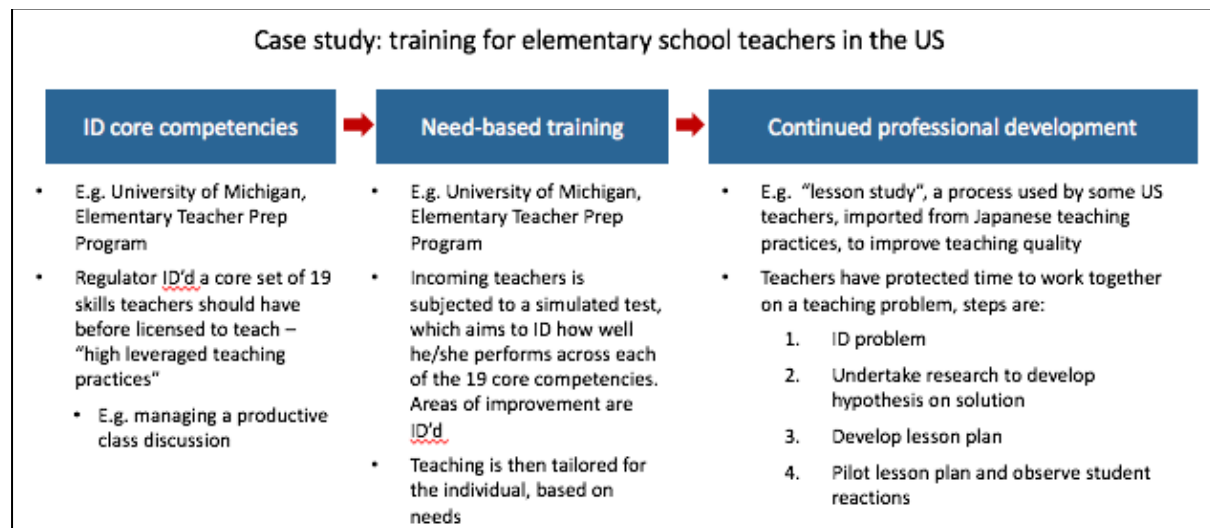 Case study: training for elementary school teachers in the US
ID core competencies
Need-based training
Continued professional development
• E.g. University of Michigan,
Elementary Teacher Prep
Program
• Regulator ID'd a core set of 19
skills teachers should have
before licensed to teach –
"high leveraged teaching
practices"
• E.g. managing a productive
class discussion
• E.g. University of Michigan,
Elementary Teacher Prep
Program
• Incoming teachers is
subjected to a simulated test,
which aims to ID how well
he/she performs across each
of the 19 core competencies.
Areas of improvement are
ID'd
• Teaching is then tailored for
the individual, based on
needs
• E.g. "lesson study", a process used by some US
teachers, imported from Japanese teaching
practices, to improve teaching quality
• Teachers have protected time to work together
on a teaching problem, steps are:
1. ID problem
2. Undertake research to develop
hypothesis on solution
3. Develop lesson plan
4. Pilot lesson plan and observe student
reactions